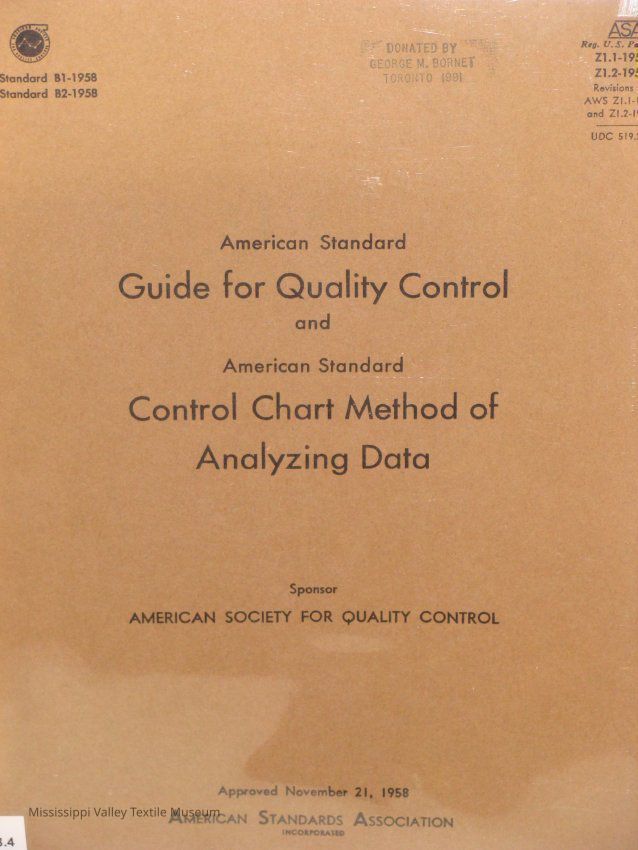 Standard B1-1958
Standard B2-1958
DONATED BY
GEORGE M. BORNET
TORONTO 1991
ASA
Reg. U. S.
Z1.1-195
Z1.2-195
Revisions
AWS Z1.1-
and Z1.2-
UDC 519.
American Standard
Guide for Quality Control
and
American Standard
Control Chart Method of
Analyzing Data
Sponsor
AMERICAN SOCIETY FOR QUALITY CONTROL
Approved November 21, 1958
Mississippi Valley Textile Museum
AMERICAN STANDARDS ASSOCIATION
INCORPORATED
3.4